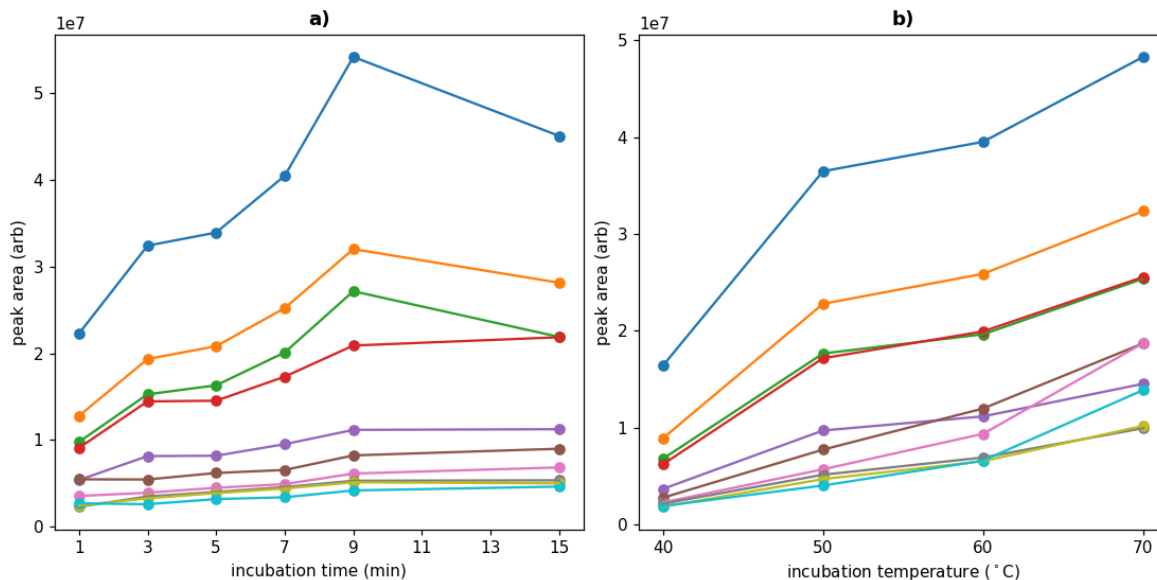 a)
1e7
5
4
3
2
1
0
peak area (arb)
1 3 5 7 9 11 13 15
incubation time (min)
b)
1e7
5
4
3
2
1
0
peak area (arb)
40 50 60 70
incubation temperature (°C)